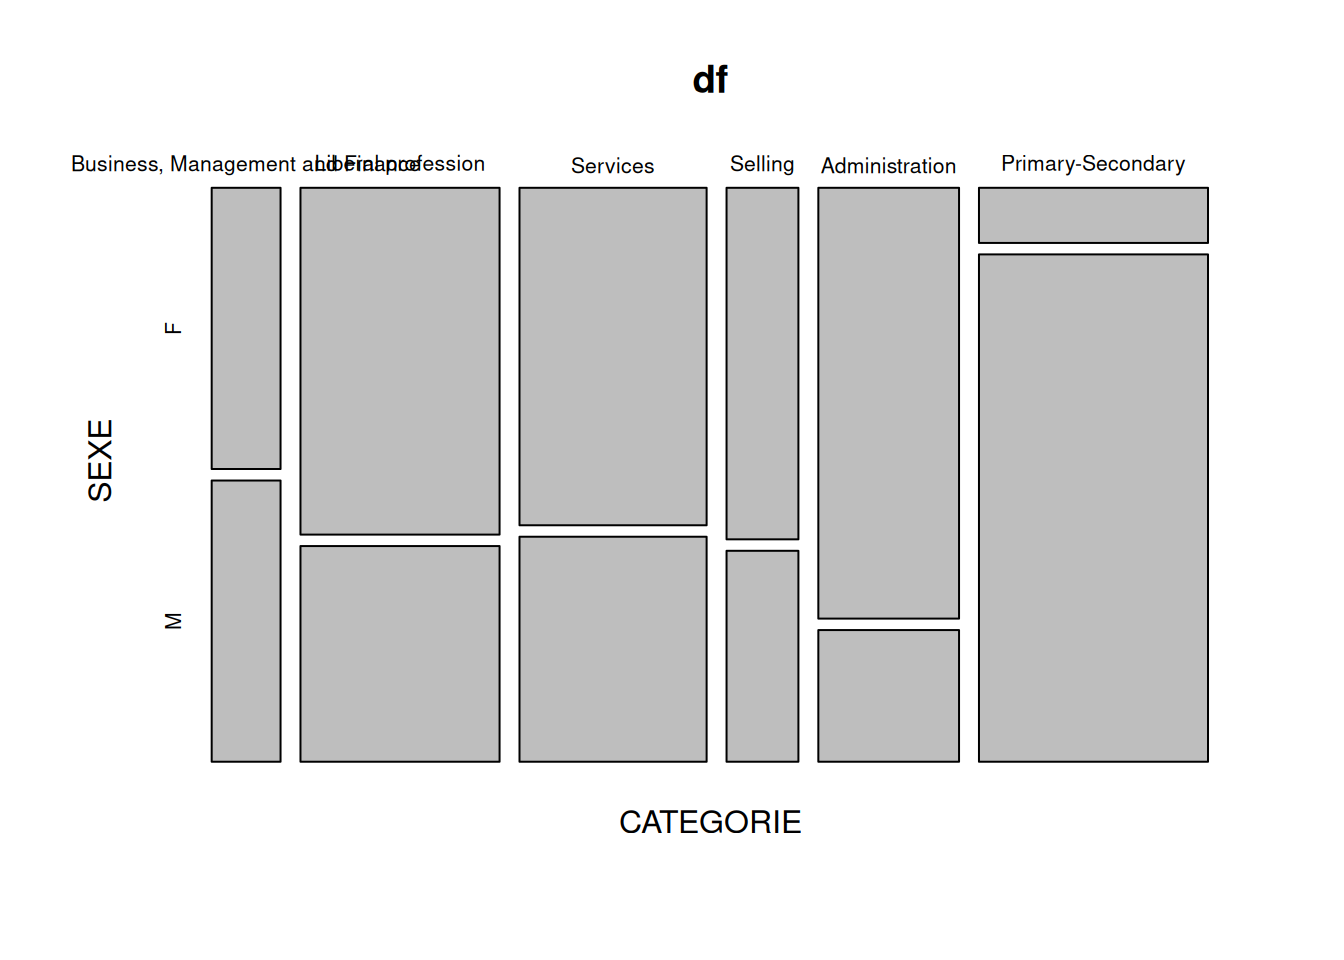 df
Business, Management and Finance
Liberal profession
Services
Selling
Administration
Primary-Secondary
F
SEXE
M
CATEGORIE